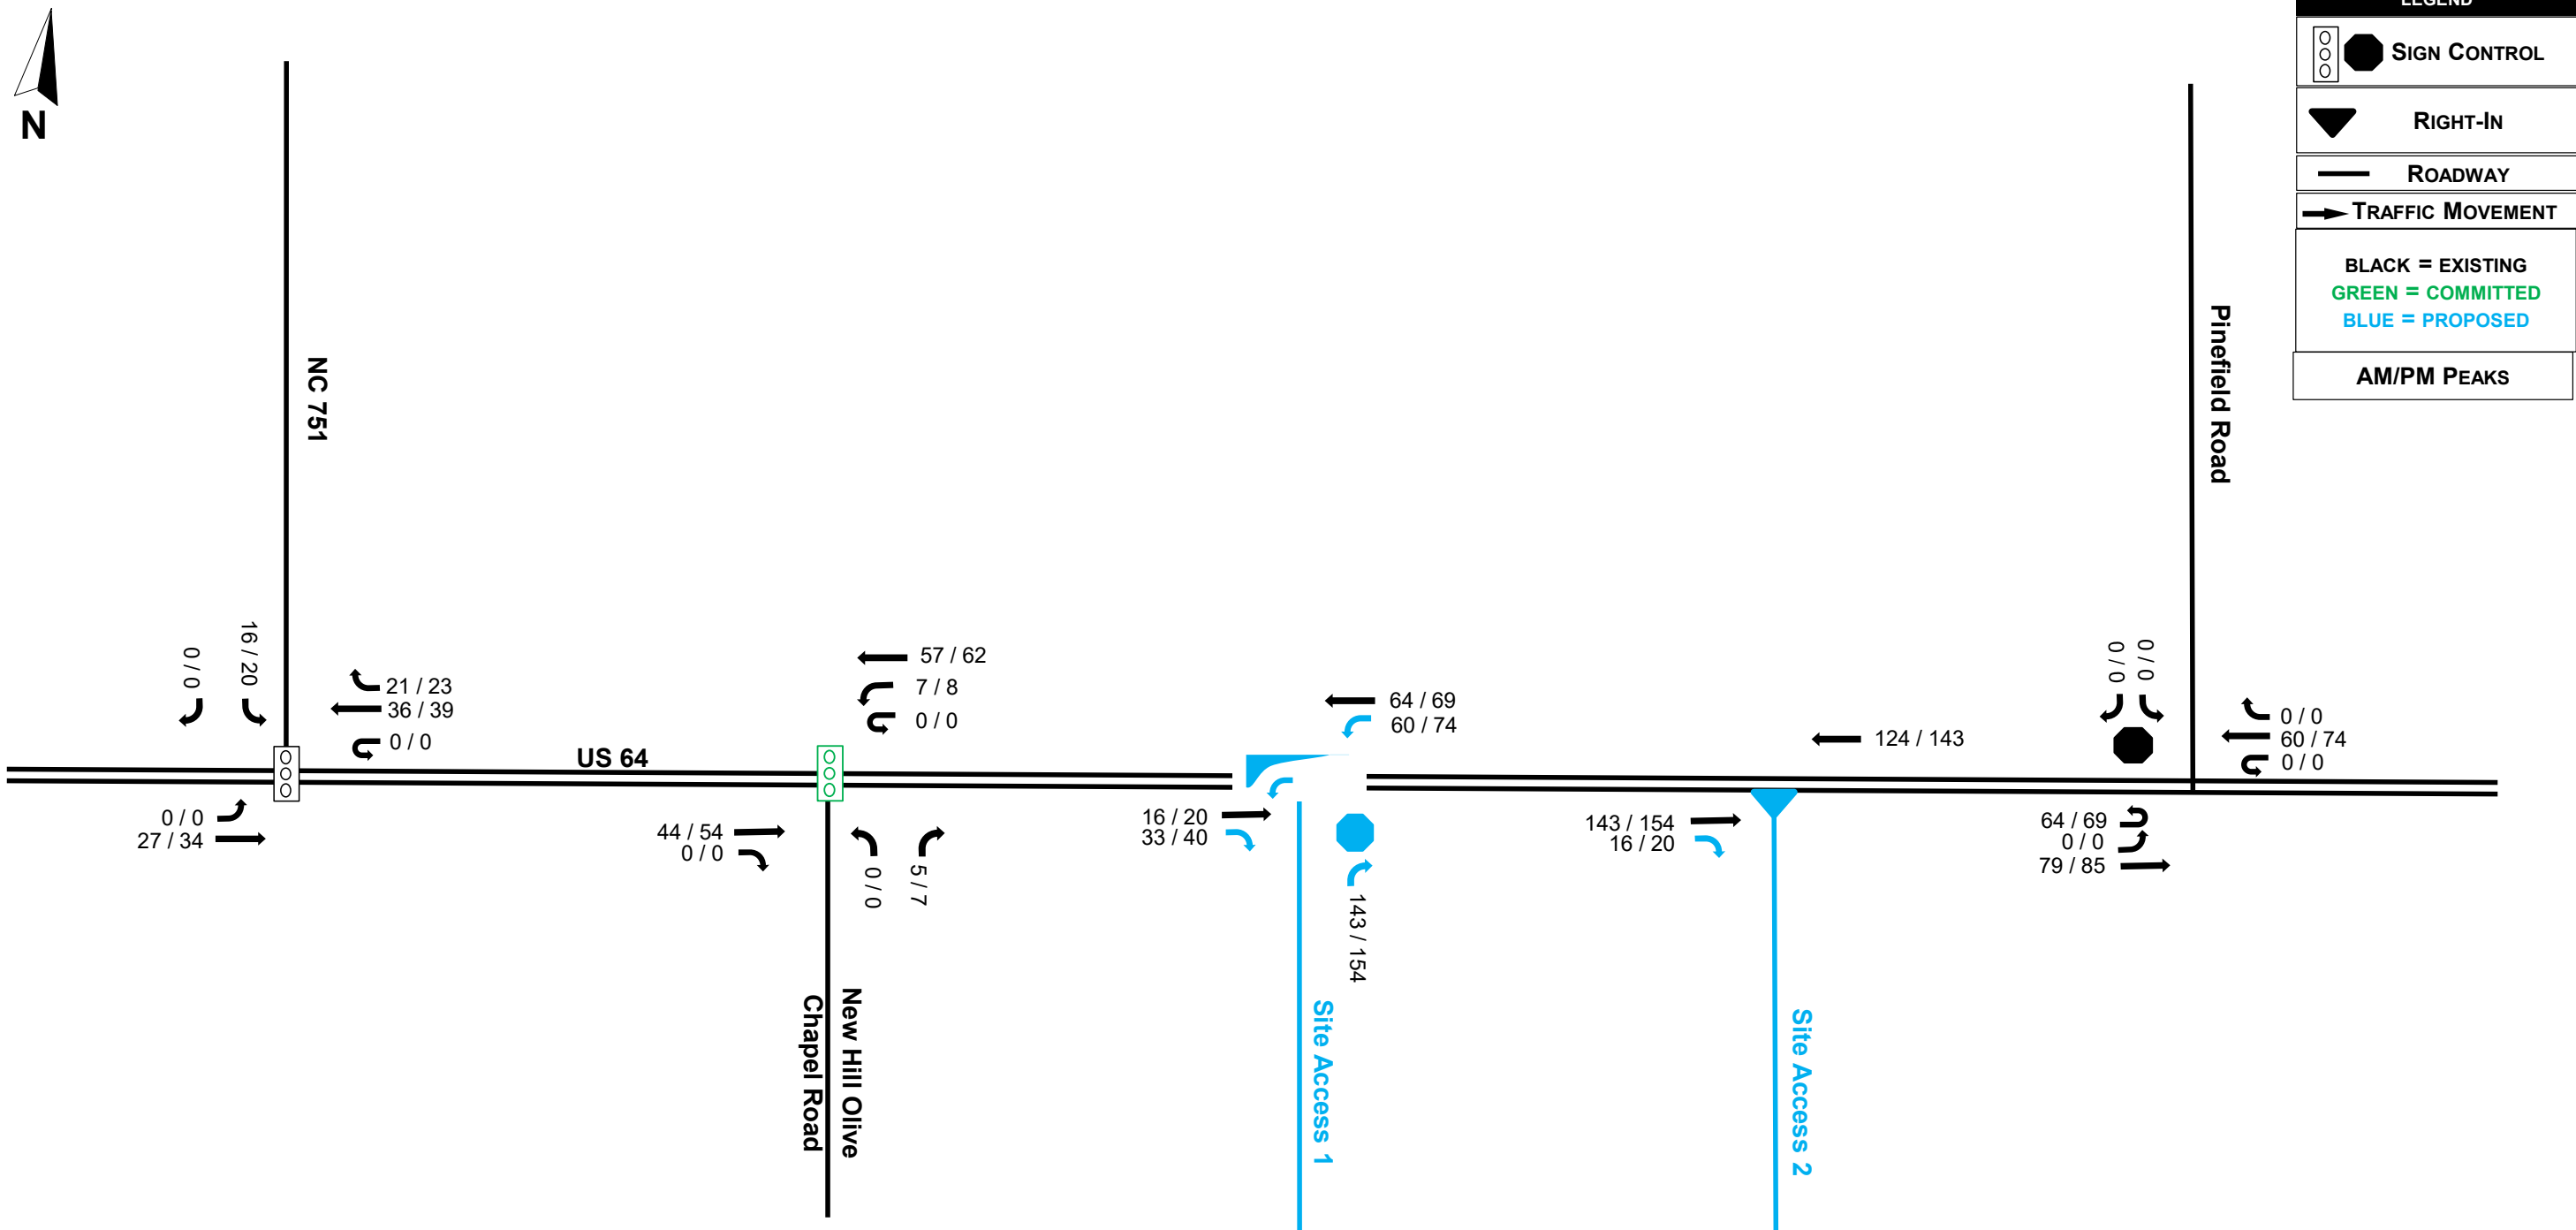 LEGEND
SIGN CONTROL
RIGHT-IN
ROADWAY
TRAFFIC MOVEMENT
BLACK = EXISTING
GREEN = COMMITTED
BLUE = PROPOSED
AM/PM PEAKS
N
NC 751
Pinefield Road
0 / 0
16 / 20
21 / 23
36 / 39
0 / 0
US 64
0 / 0
27 / 34
57 / 62
7 / 8
0 / 0
44 / 54
0 / 0
0 / 0
5 / 7
New Hill Olive
Chapel Road
64 / 69
60 / 74
16 / 20
33 / 40
143 / 154
Site Access 1
124 / 143
143 / 154
16 / 20
Site Access 2
0 / 0
0 / 0
0 / 0
60 / 74
0 / 0
64 / 69
0 / 0
79 / 85